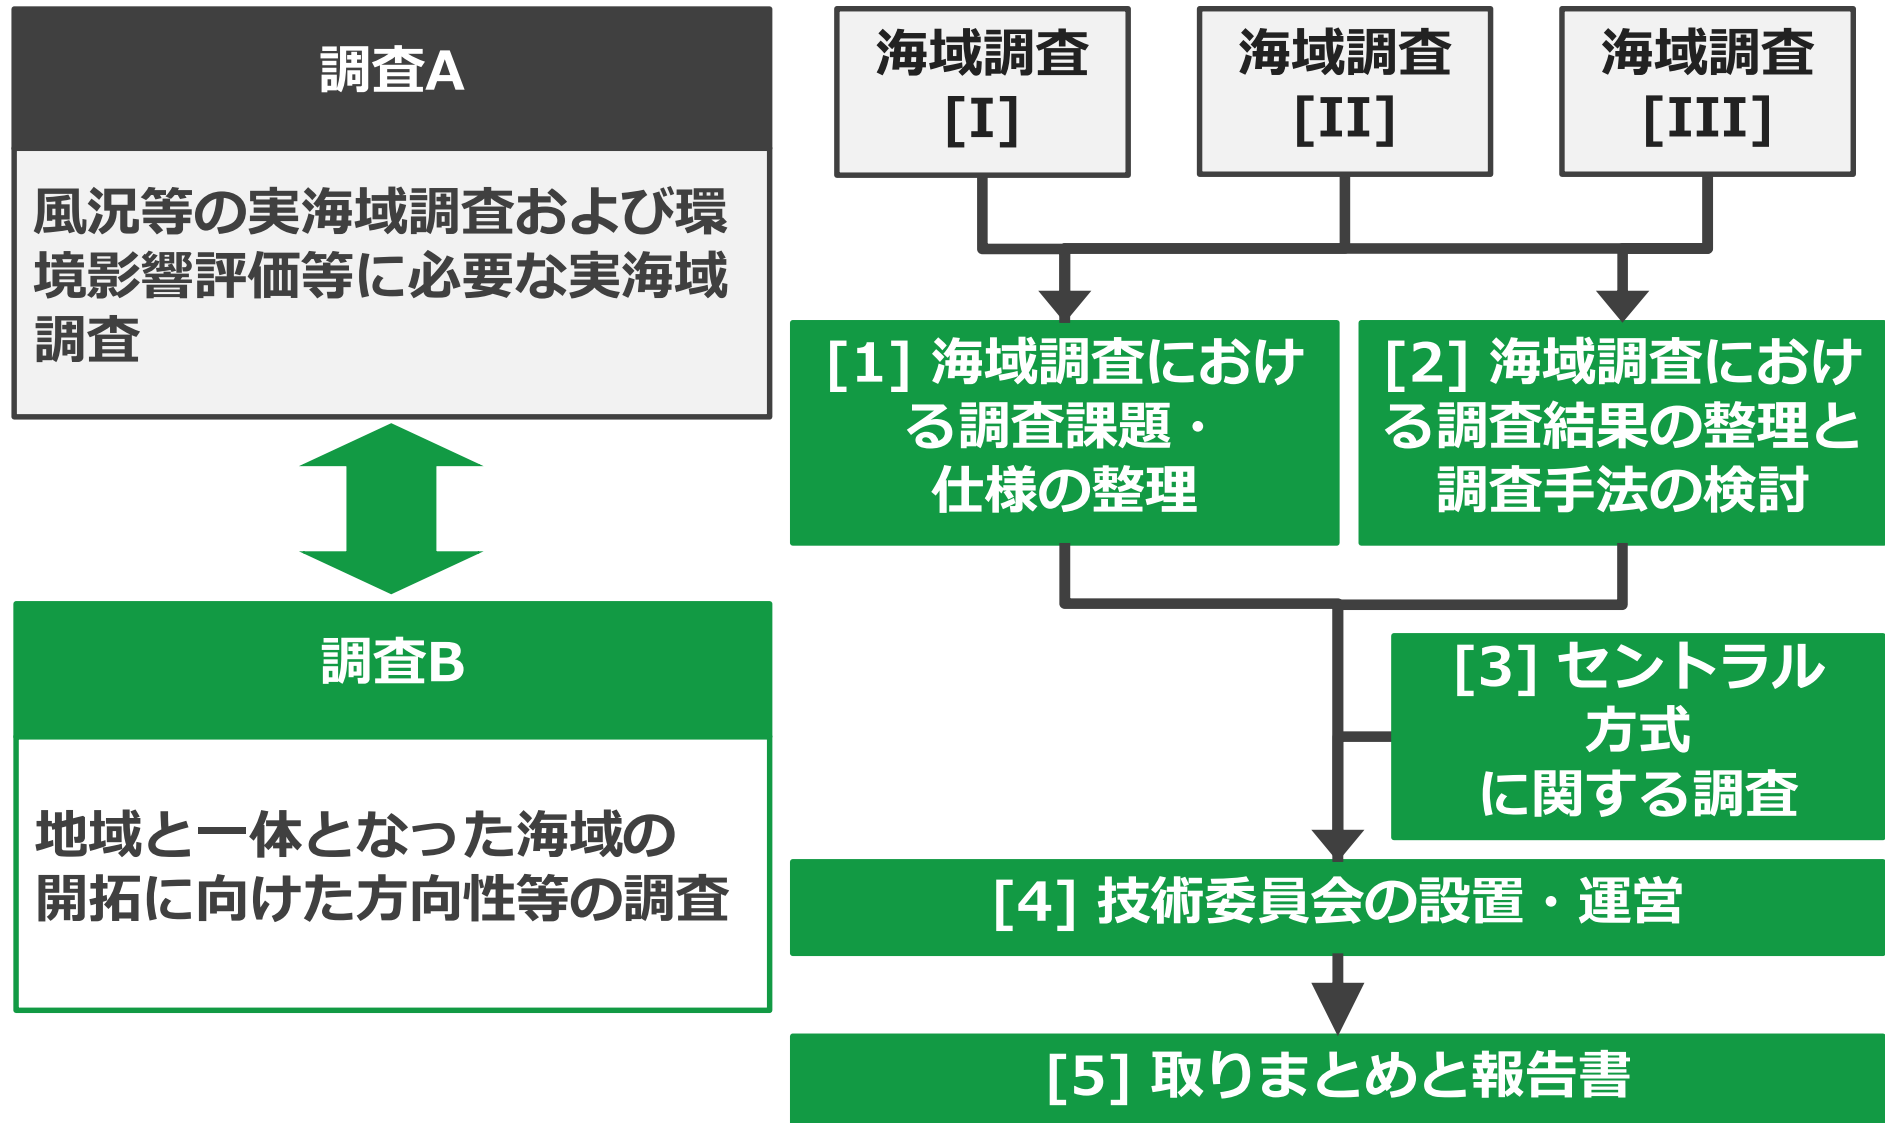 調査A
風況等の実海域調査および環
境影響評価等に必要な実海域
調査
調査B
地域と一体となった海域の
開拓に向けた方向性等の調査
海域調査
[I]
海域調査
[II]
海域調査
[III]
[1] 海域調査におけ
る調査課題・
仕様の整理
[2] 海域調査におけ
る調査結果の整理と
調査手法の検討
[3] セントラル
方式
に関する調査
[4] 技術委員会の設置・運営
[5] 取りまとめと報告書